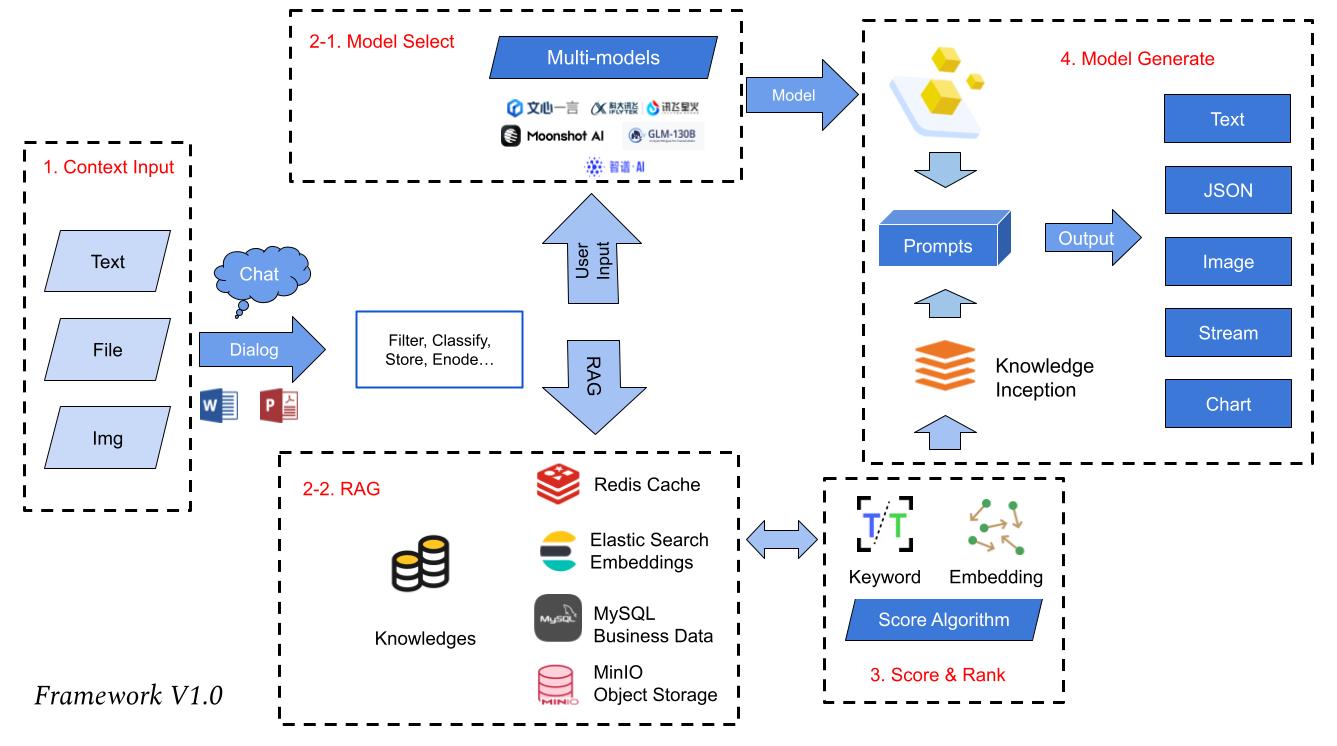 1. Context Input
Text
File
Img
Chat
Dialog
W
P
Filter, Classify,
Store, Enode...
User
Input
RAG
2-1. Model Select
Multi-models
文心一言
科大讯飞
iFLYTEK
讯飞星火
Moonshot AI
GLM-130B
智谱·AI
Model
2-2. RAG
Knowledges
Redis Cache
Elastic Search
Embeddings
MySQL
MySQL
Business Data
MINIO
MinIO
Object Storage
T/T
Keyword
Embedding
Score Algorithm
3. Score & Rank
4. Model Generate
Prompts
Knowledge
Inception
Output
Text
JSON
Image
Stream
Chart
Framework V1.0